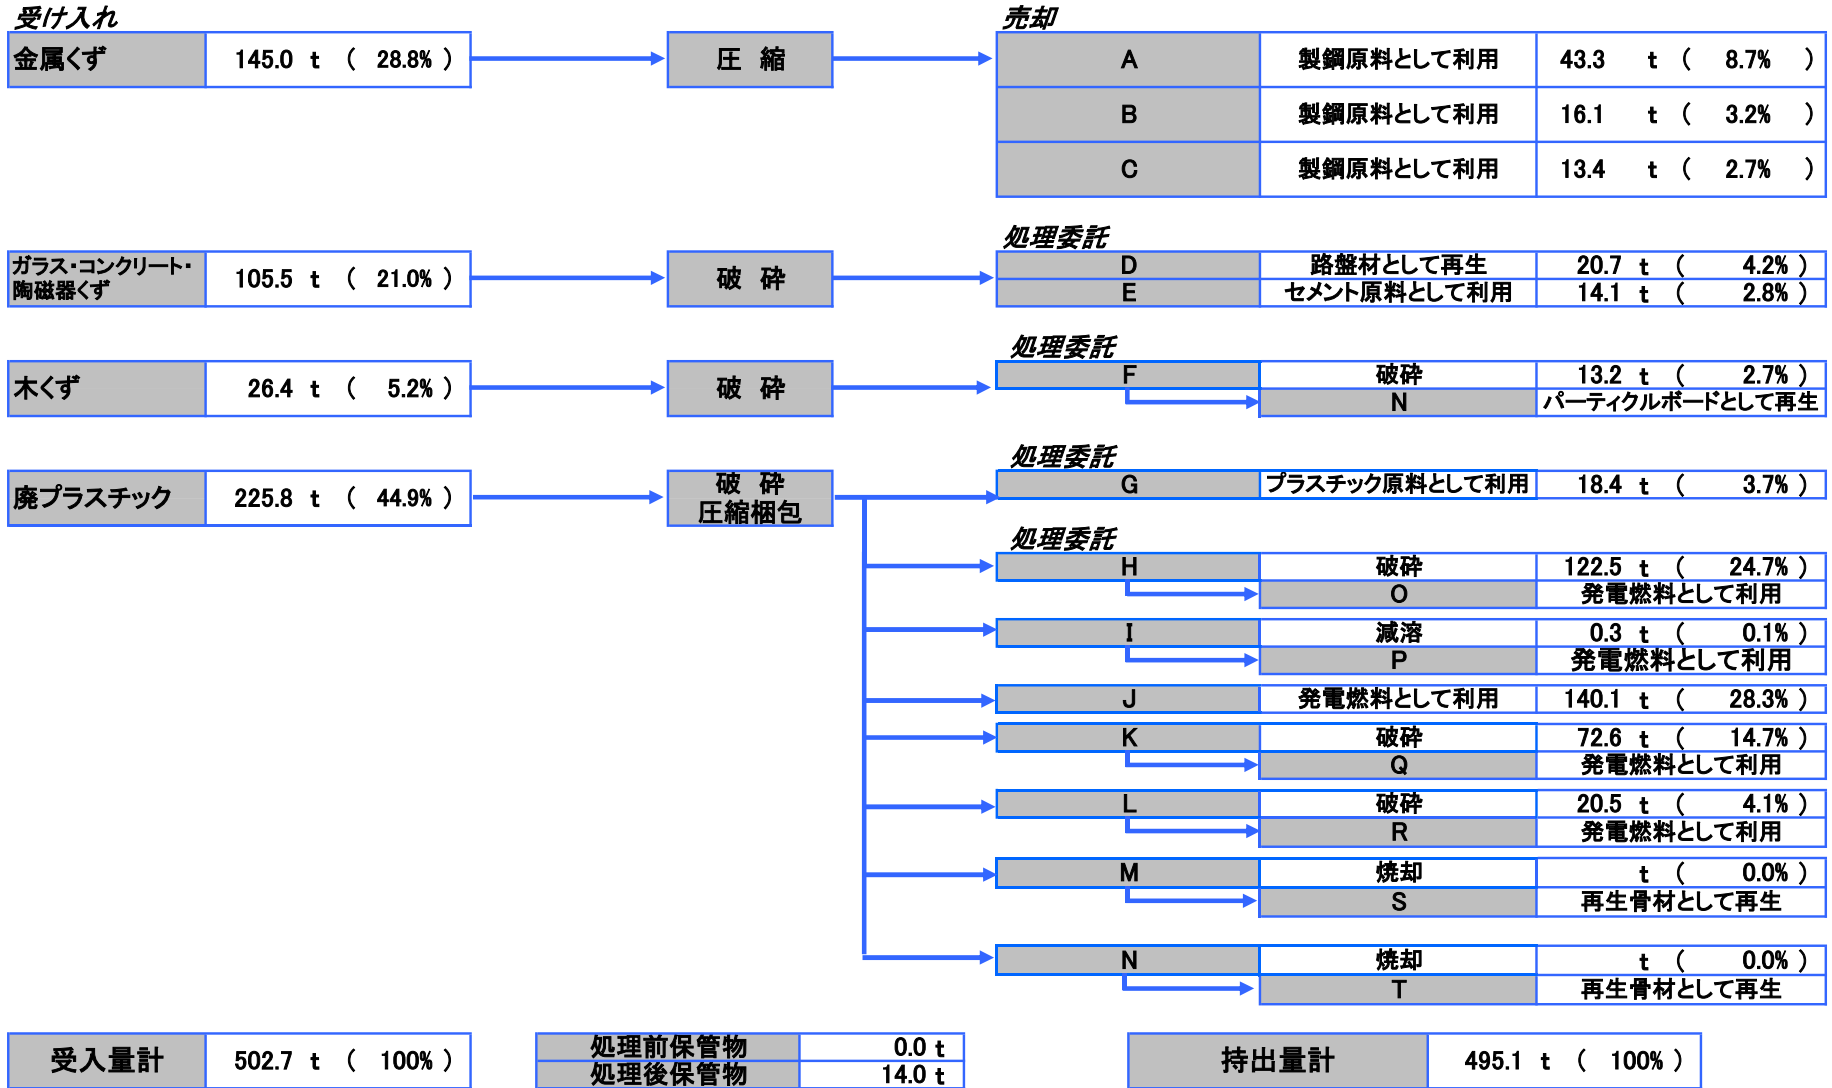 受け入れ
売却
金属くず 145.0 t ( 28.8% ) 圧 縮 A 製鋼原料として利用 43.3 t ( 8.7% )
B 製鋼原料として利用 16.1 t ( 3.2% )
C 製鋼原料として利用 13.4 t ( 2.7% )
処理委託
ガラス・コンクリート・
陶磁器くず 105.5 t ( 21.0% ) 破 砕 D 路盤材として再生 20.7 t ( 4.2% )
E セメント原料として利用 14.1 t ( 2.8% )
処理委託
木くず 26.4 t ( 5.2% ) 破 砕 F 破砕 13.2 t ( 2.7% )
N パーティクルボードとして再生
処理委託
廃プラスチック 225.8 t ( 44.9% ) 破 砕
圧縮梱包
G プラスチック原料として利用 18.4 t ( 3.7% )
処理委託
H 破砕 122.5 t ( 24.7% )
O 発電燃料として利用
I 減溶 0.3 t ( 0.1% )
P 発電燃料として利用
J 発電燃料として利用 140.1 t ( 28.3% )
K 破砕 72.6 t ( 14.7% )
Q 発電燃料として利用
L 破砕 20.5 t ( 4.1% )
R 発電燃料として利用
M 焼却 t ( 0.0% )
S 再生骨材として再生
N 焼却 t ( 0.0% )
T 再生骨材として再生
受入量計 502.7 t ( 100% )
処理前保管物 0.0 t
処理後保管物 14.0 t
持出量計 495.1 t ( 100% )